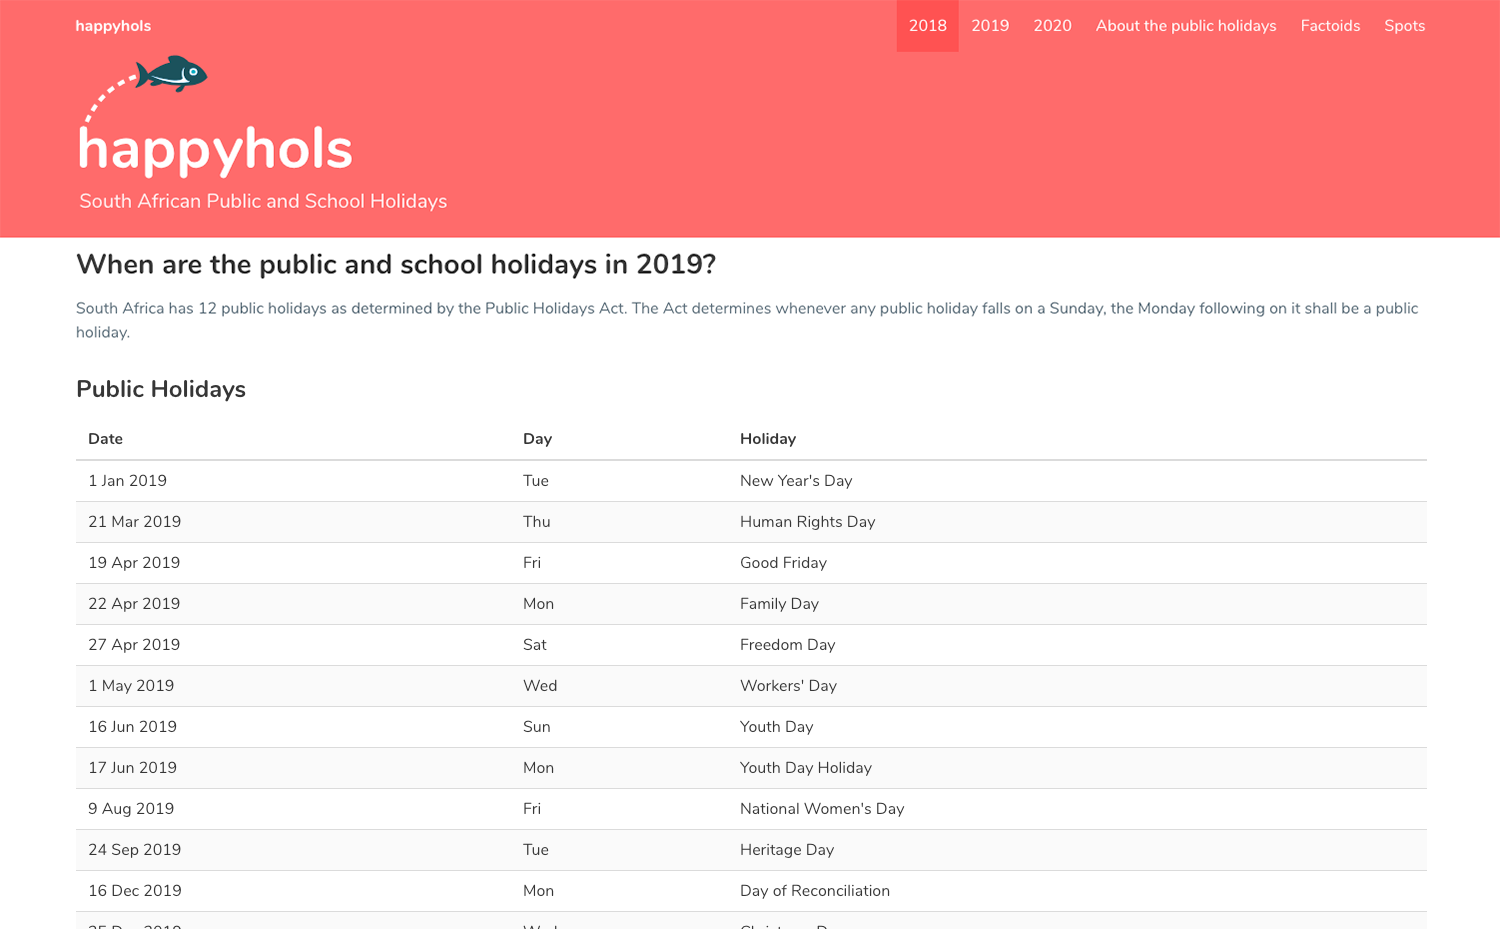 happyhols 2018 2019 2020 About the public holidays Factoids Spots
happyhols
South African Public and School Holidays
When are the public and school holidays in 2019?
South Africa has 12 public holidays as determined by the Public Holidays Act. The Act determines whenever any public holiday falls on a Sunday, the Monday following on it shall be a public
holiday.
Public Holidays
Date Day Holiday
1 Jan 2019 Tue New Year's Day
21 Mar 2019 Thu Human Rights Day
19 Apr 2019 Fri Good Friday
22 Apr 2019 Mon Family Day
27 Apr 2019 Sat Freedom Day
1 May 2019 Wed Workers' Day
16 Jun 2019 Sun Youth Day
17 Jun 2019 Mon Youth Day Holiday
9 Aug 2019 Fri National Women's Day
24 Sep 2019 Tue Heritage Day
16 Dec 2019 Mon Day of Reconciliation